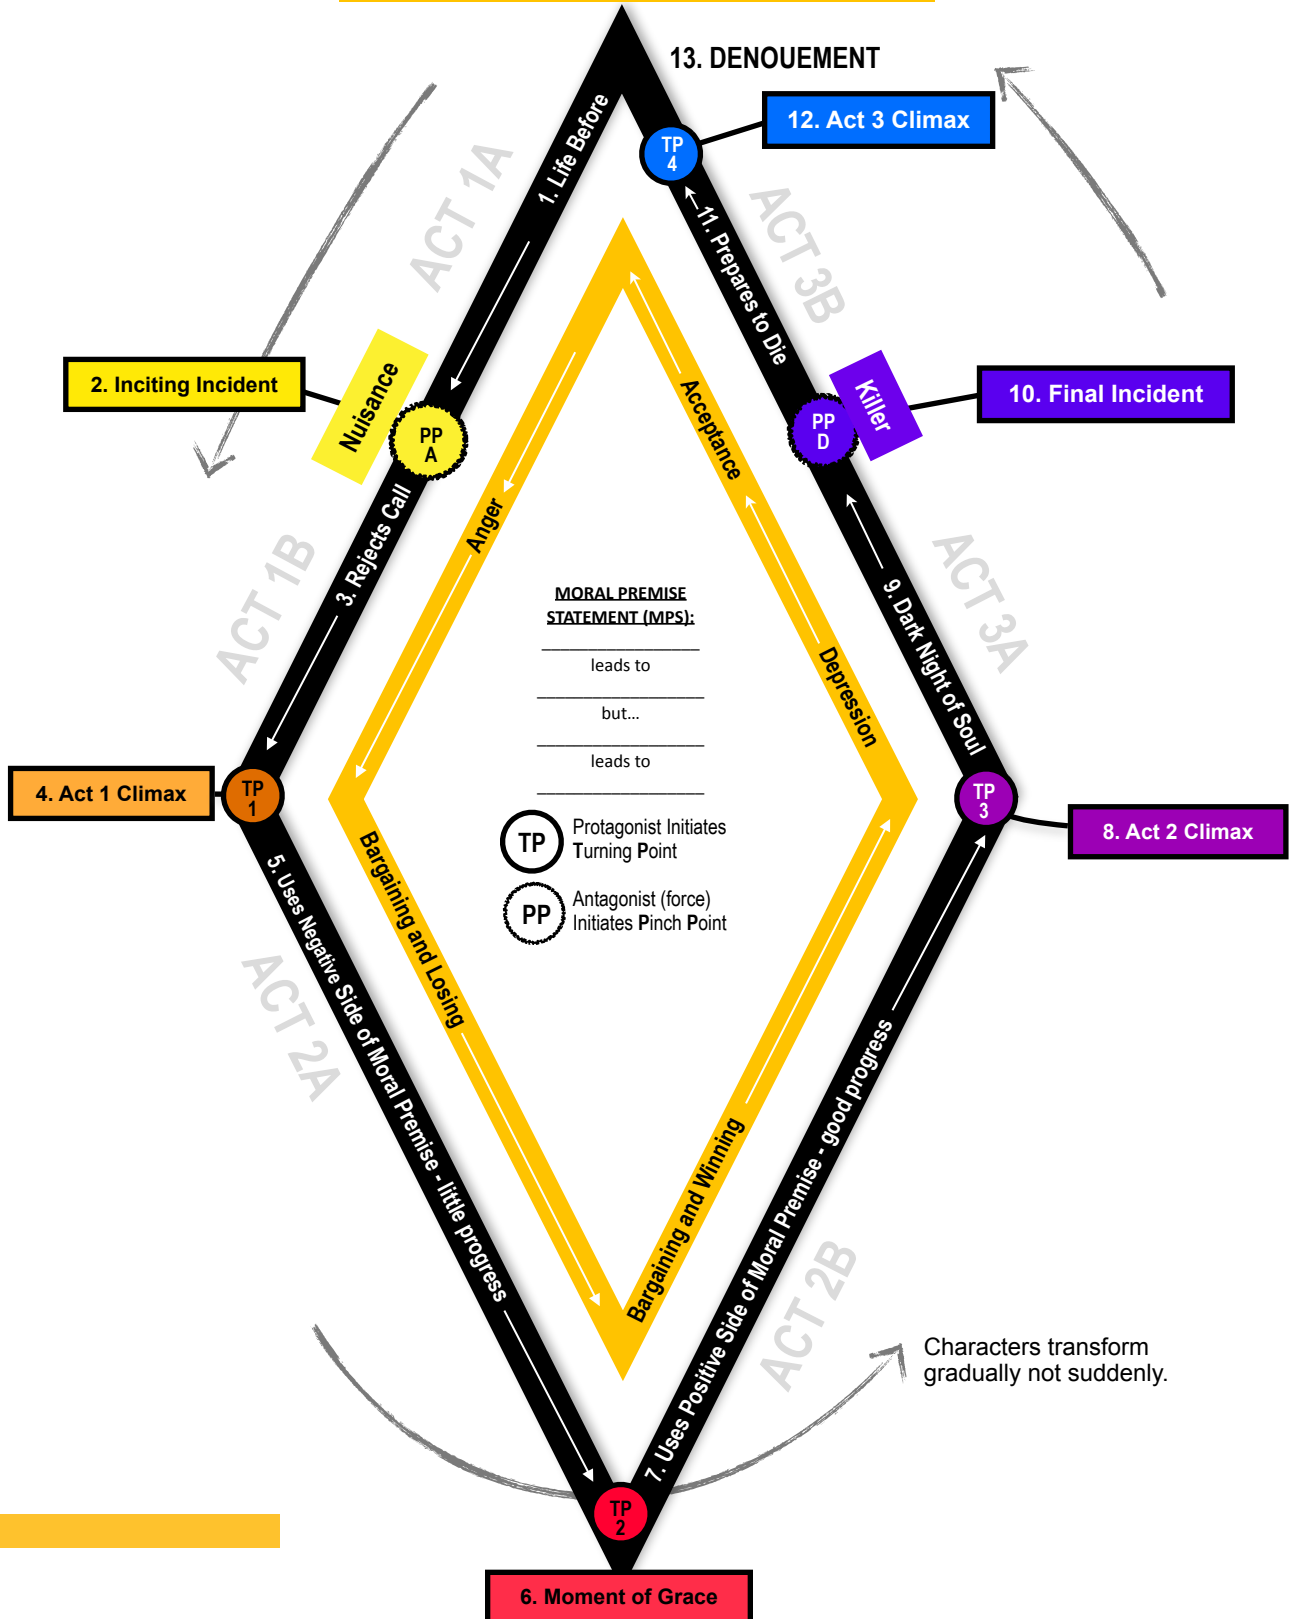 13. DENOUEMENT
12. Act 3 Climax
TP
4
1. Life Before
ACT 1A
11. Prepares to Die
ACT 3B
2. Inciting Incident
Nuisance
PP
A
Killer
PP
D
10. Final Incident
Acceptance
Anger
3. Rejects Call
ACT 1B
9. Dark Night of Soul
ACT 3A
MORAL PREMISE
STATEMENT (MPS):
___________________
leads to
____________________
but...
____________________
leads to
____________________
Depression
4. Act 1 Climax
TP
1
TP
3
8. Act 2 Climax
TP
Protagonist Initiates
Turning Point
PP
Antagonist (force)
Initiates Pinch Point
Bargaining and Losing
5. Uses Negative Side of Moral Premise - little progress
ACT 2A
Bargaining and Winning
7. Uses Positive Side of Moral Premise - good progress
ACT 2B
Characters transform
gradually not suddenly.
TP
2
6. Moment of Grace